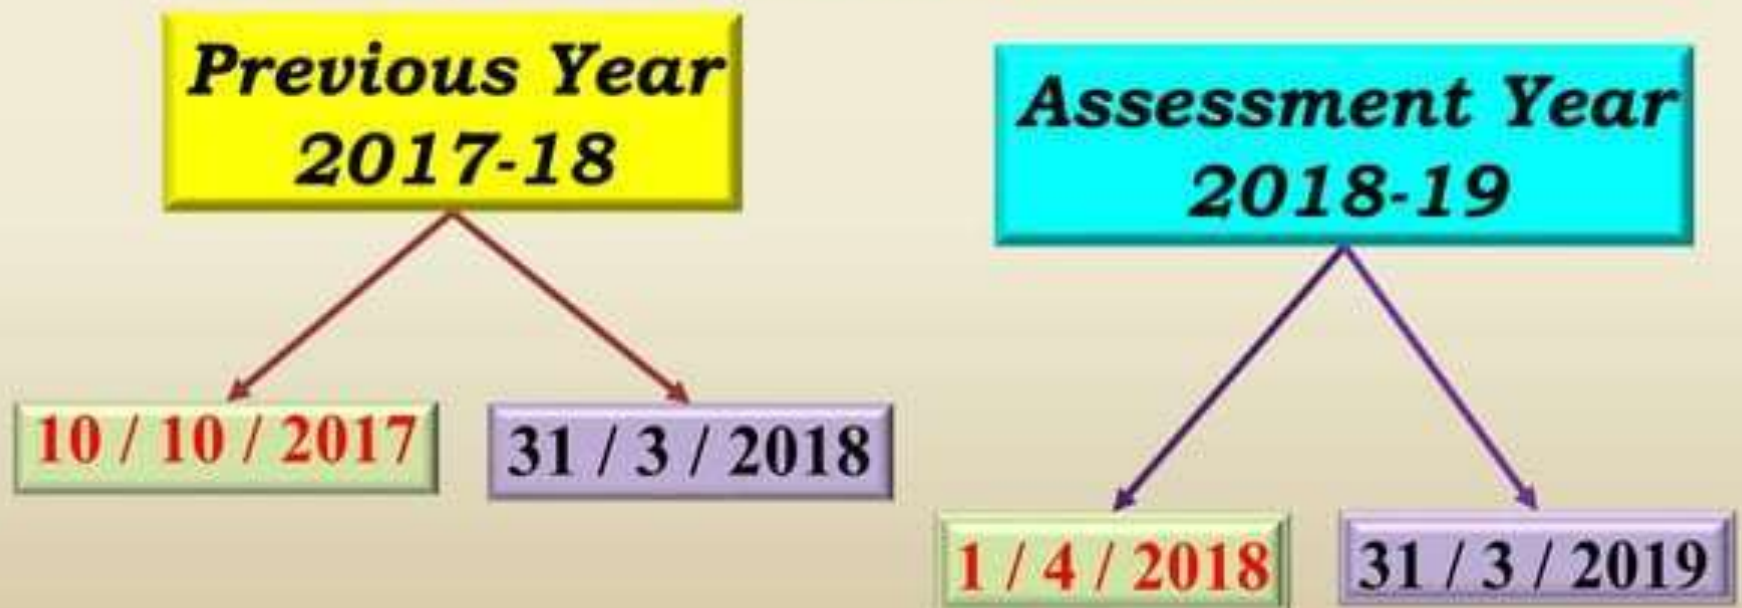 Previous Year
2017-18
Assessment Year
2018-19
10 / 10 / 2017
31 / 3 / 2018
1 / 4 / 2018
31 / 3 / 2019